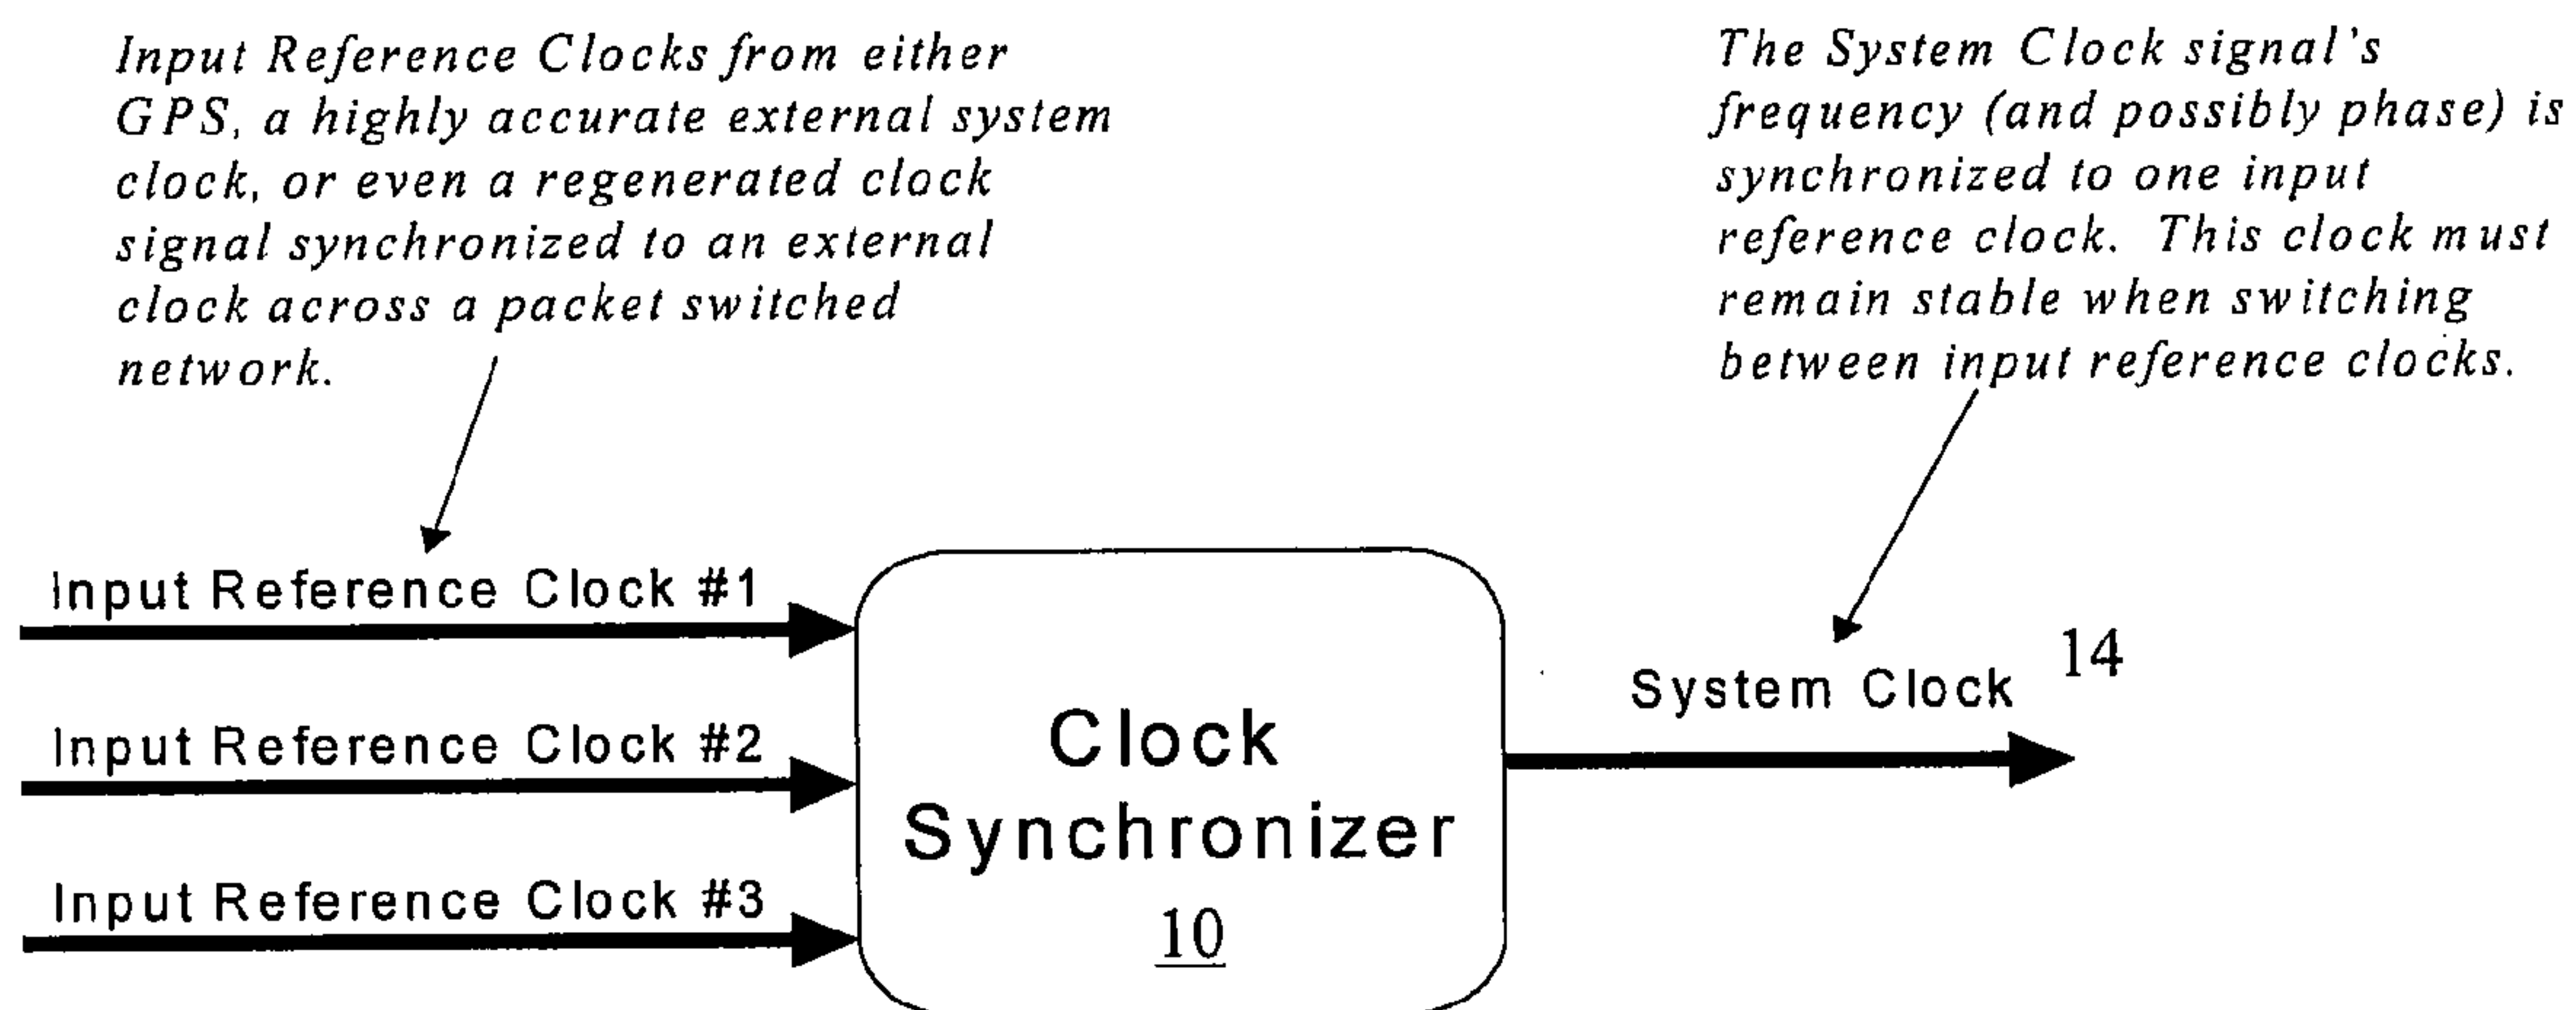 Input Reference Clocks from either
GPS, a highly accurate external system
clock, or even a regenerated clock
signal synchronized to an external
clock across a packet switched
network.
The System Clock signal's
frequency (and possibly phase) is
synchronized to one input
reference clock. This clock must
remain stable when switching
between input reference clocks.
Input Reference Clock #1
Input Reference Clock #2
Input Reference Clock #3
Clock
Synchronizer
10
System Clock
14